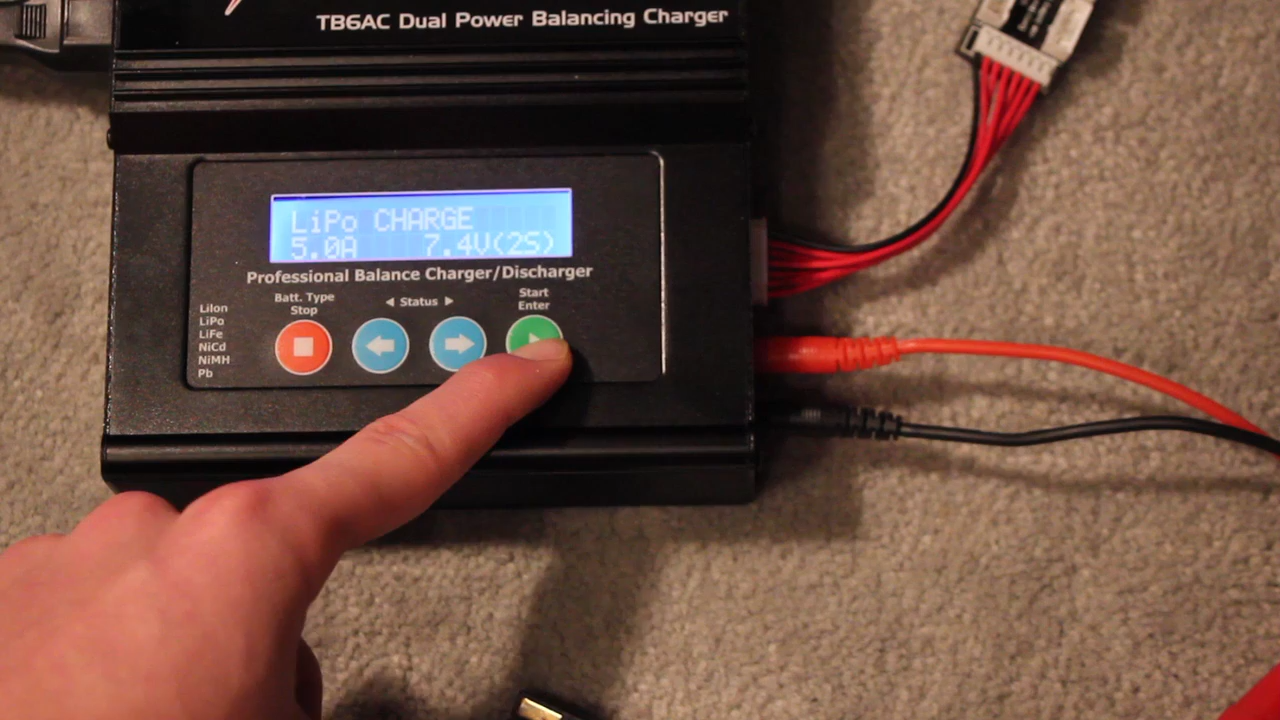 TB6AC Dual Power Balancing Charger
LiPo CHARGE
5.0A 7.4V(2S)
Professional Balance Charger/Discharger
Batt. Type
Stop
◀ Status ▶
Start
Enter
LiIon
LiPo
LiFe
NiCd
NiMH
Pb